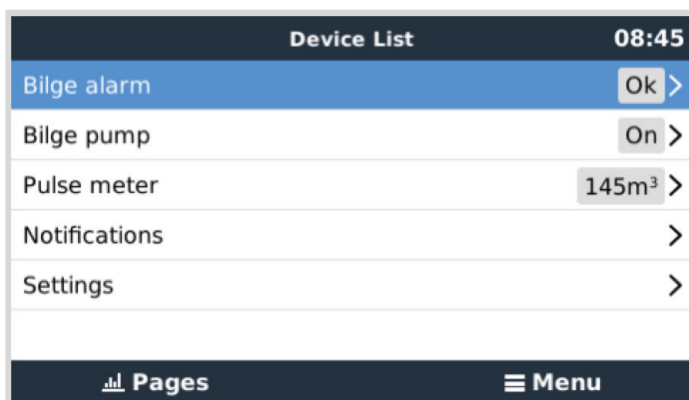 Device List 08:45
Bilge alarm Ok
Bilge pump On
Pulse meter 145m³
Notifications
Settings
Pages Menu